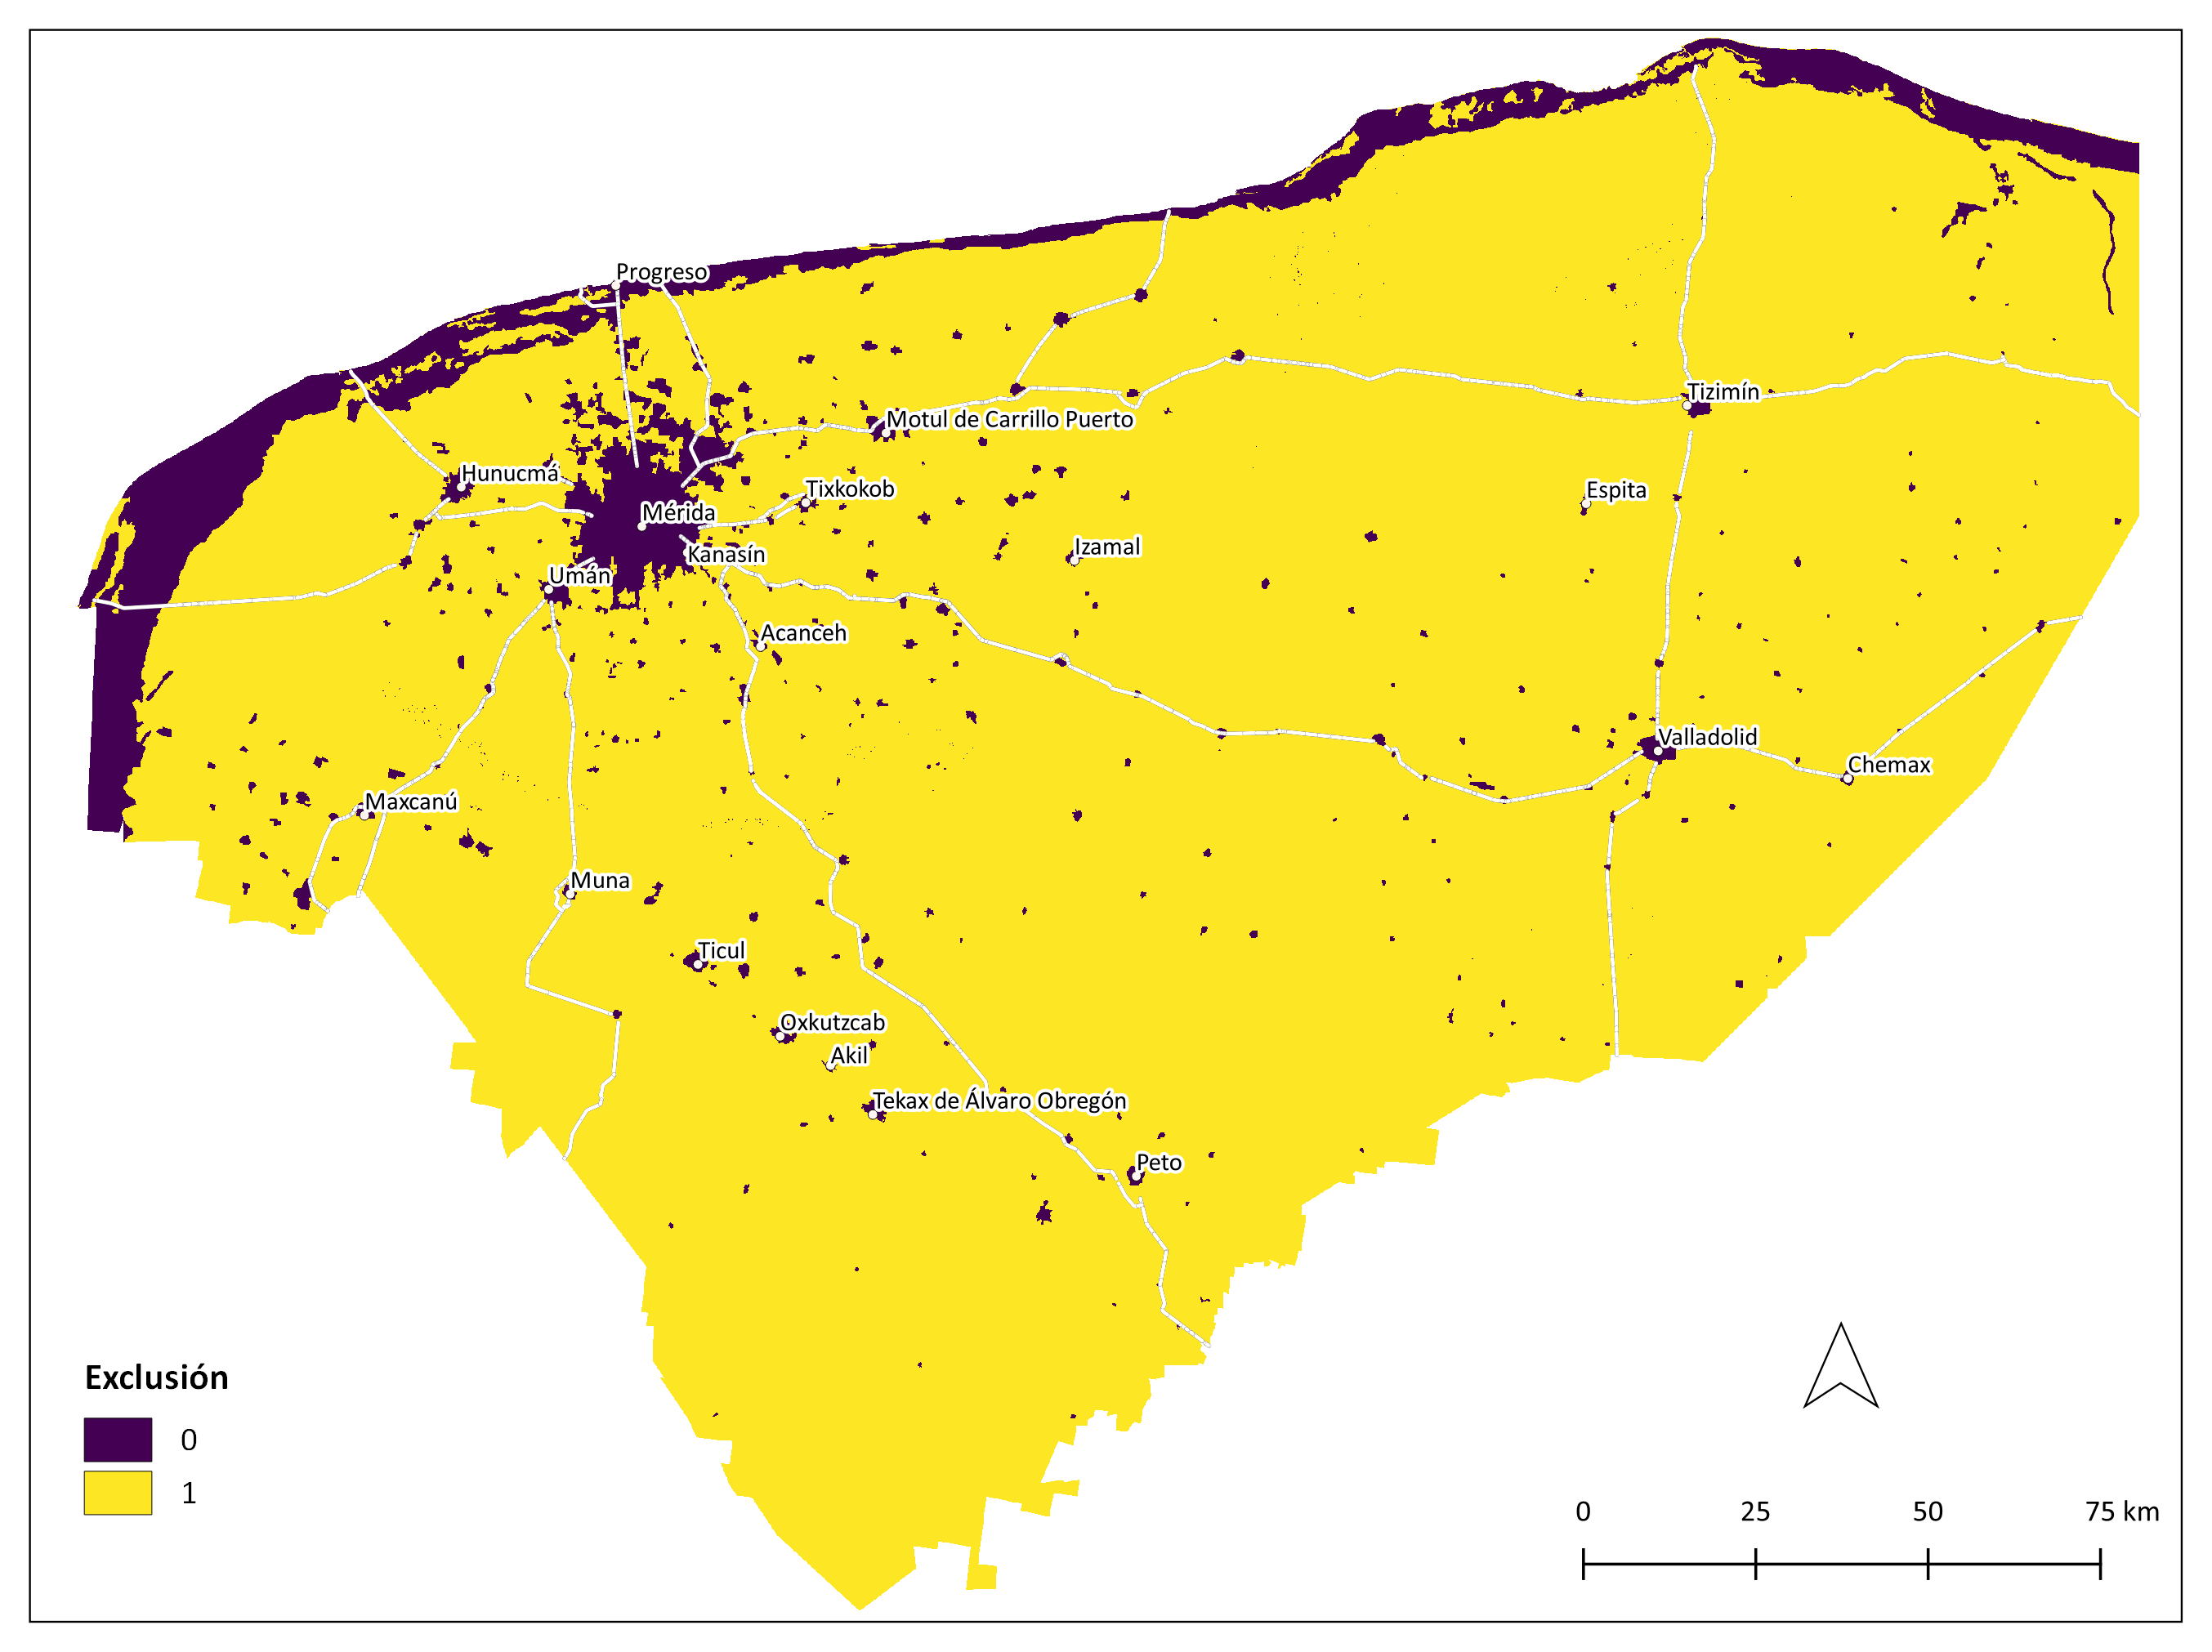 Progreso
Tizimín
Motul de Carrillo Puerto
Hunucmá
Tixkokob
Espita
Mérida
Izamal
Kanasín
Umán
Acanceh
Valladolid
Chemax
Maxcanú
Muna
Ticul
Oxkutzcab
Akil
Tekax de Álvaro Obregón
Peto
Exclusión
0
1
0 25 50 75 km